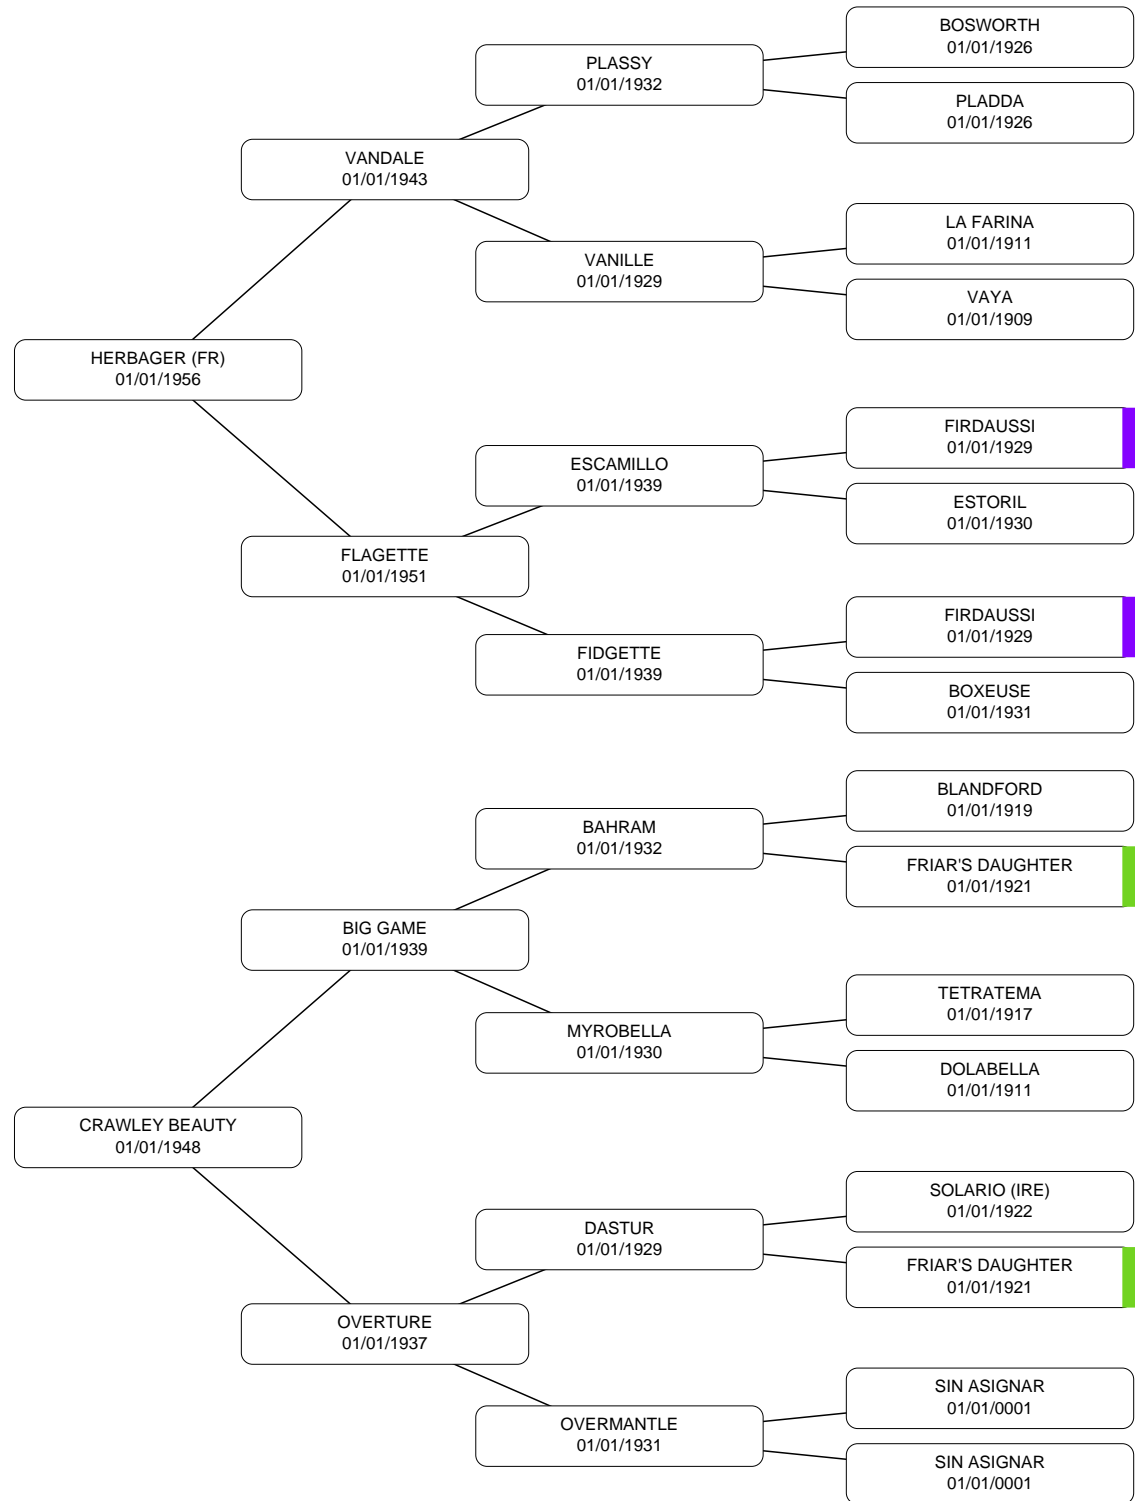 BOSWORTH
01/01/1926
PLASSY
01/01/1932
PLADDA
01/01/1926
VANDALE
01/01/1943
LA FARINA
01/01/1911
VANILLE
01/01/1929
VAYA
01/01/1909
HERBAGER (FR)
01/01/1956
FIRDAUSSI
01/01/1929
ESCAMILLO
01/01/1939
ESTORIL
01/01/1930
FLAGETTE
01/01/1951
FIRDAUSSI
01/01/1929
FIDGETTE
01/01/1939
BOXEUSE
01/01/1931
BLANDFORD
01/01/1919
BAHRAM
01/01/1932
FRIAR'S DAUGHTER
01/01/1921
BIG GAME
01/01/1939
TETRATEMA
01/01/1917
MYROBELLA
01/01/1930
DOLABELLA
01/01/1911
CRAWLEY BEAUTY
01/01/1948
SOLARIO (IRE)
01/01/1922
DASTUR
01/01/1929
FRIAR'S DAUGHTER
01/01/1921
OVERTURE
01/01/1937
SIN ASIGNAR
01/01/0001
OVERMANTLE
01/01/1931
SIN ASIGNAR
01/01/0001